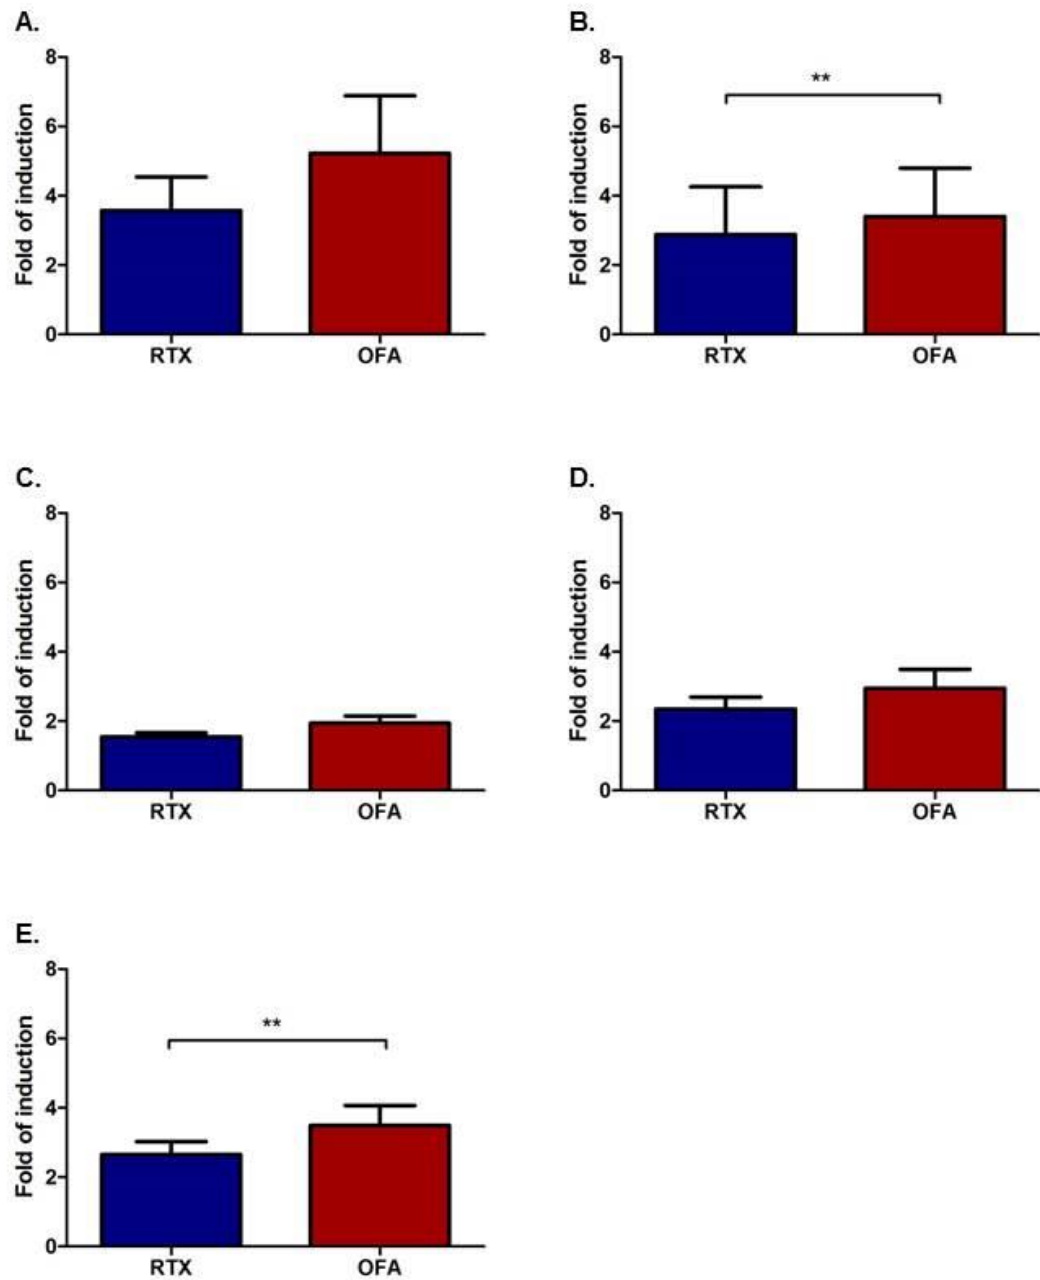 A.
8
6
4
2
0
Fold of induction
RTX OFA
B.
8
6
4
2
0
Fold of induction
**
RTX OFA
C.
8
6
4
2
0
Fold of induction
RTX OFA
D.
8
6
4
2
0
Fold of induction
RTX OFA
E.
8
6
4
2
0
Fold of induction
**
RTX OFA